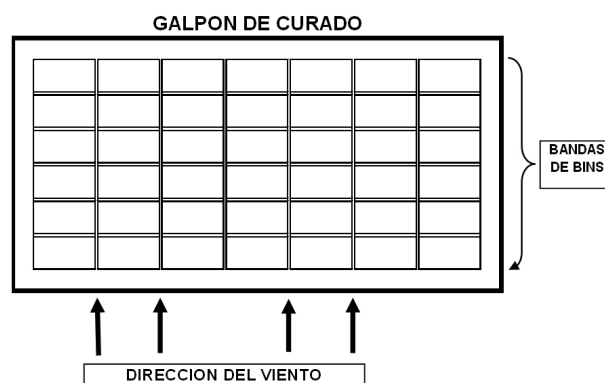 GALPON DE CURADO
BANDAS
DE BINS
DIRECCION DEL VIENTO